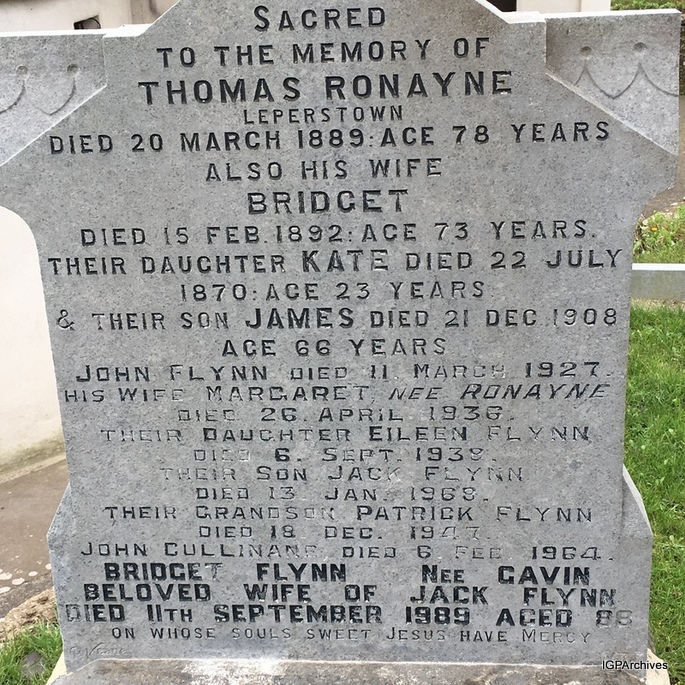 SACRED
TO THE MEMORY OF
THOMAS RONAYNE
LEPERSTOWN
DIED 20 MARCH 1889: AGE 78 YEARS
ALSO HIS WIFE
BRIDGET
DIED 15 FEB. 1892: AGE 73 YEARS.
THEIR DAUGHTER KATE DIED 22 JULY
1870: AGE 23 YEARS
& THEIR SON JAMES DIED 21 DEC. 1908
AGE 66 YEARS
JOHN FLYNN DIED 11 MARCH 1927.
HIS WIFE MARGARET, NEE RONAYNE
DIED 26 APRIL 1936.
THEIR DAUGHTER EILEEN FLYNN
DIED 6. SEPT.
THEIR SON JACK FLYNN
DIED 13 JAN. 1968.
THEIR GRANDSON PATRICK FLYNN
DIED 18 DEC. 1947.
JOHN CULLINANE DIED 6 FEB 1964.
BRIDGET FLYNN NEE GAVIN
BELOVED WIFE OF JACK FLYNN
DIED 11TH SEPTEMBER 1989 AGED
ON WHOSE SOULS SWEET JESUS HAVE MERCY
IGPArchives